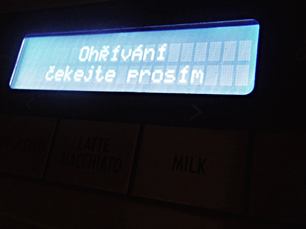 Ohřívání
čekejte prosím
LATTE
MACCHIATO
MILK